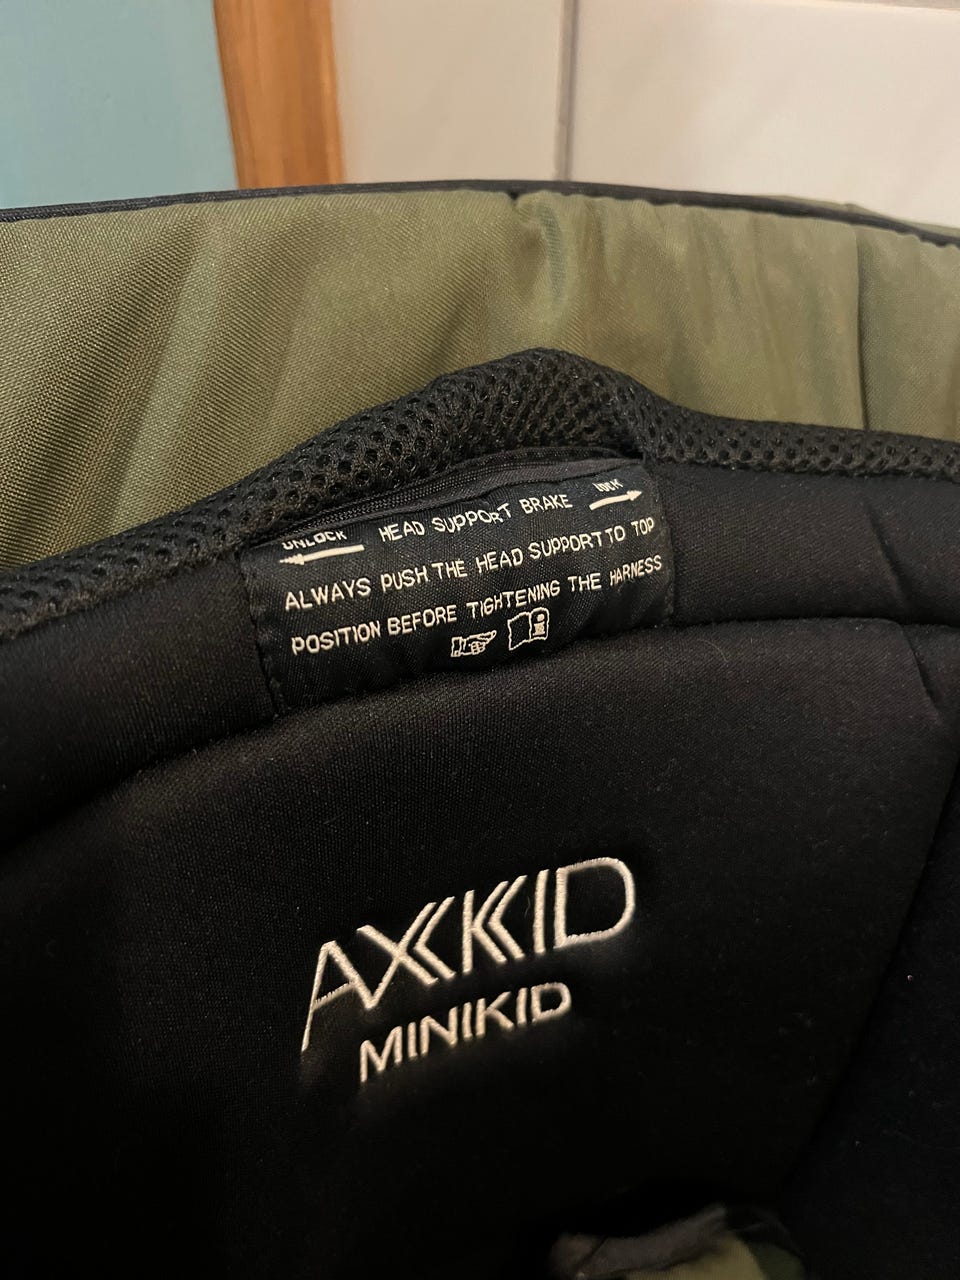 UNLOCK HEAD SUPPORT BRAKE LOCK
ALWAYS PUSH THE HEAD SUPPORT TO TOP
POSITION BEFORE TIGHTENING THE HARNESS
AXKID
MINIKID